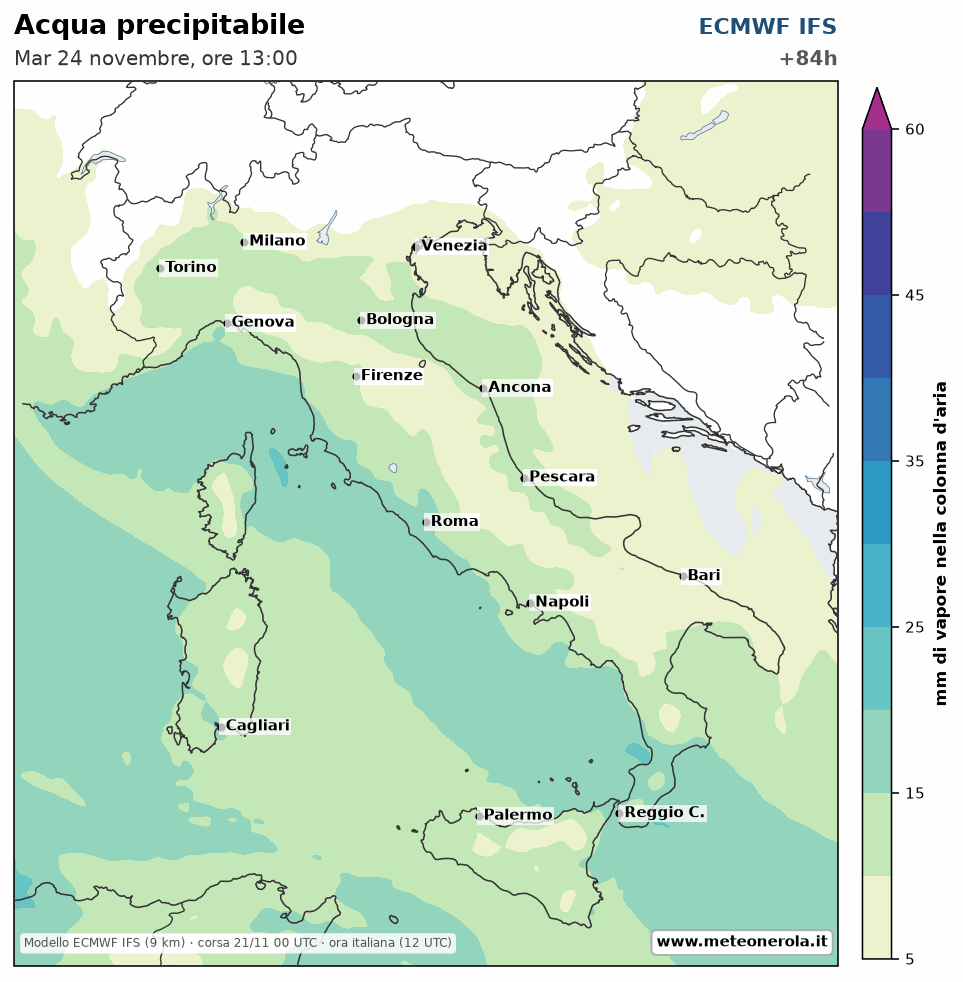 Acqua precipitabile
ECMWF IFS
Mar 24 novembre, ore 13:00
+84h
Milano
Venezia
Torino
Genova
Bologna
Firenze
Ancona
Pescara
Roma
Bari
Napoli
Cagliari
Palermo
Reggio C.
60
45
35
25
15
5
mm di vapore nella colonna d'aria
Modello ECMWF IFS (9 km) · corsa 21/11 00 UTC · ora italiana (12 UTC)
www.meteonerola.it